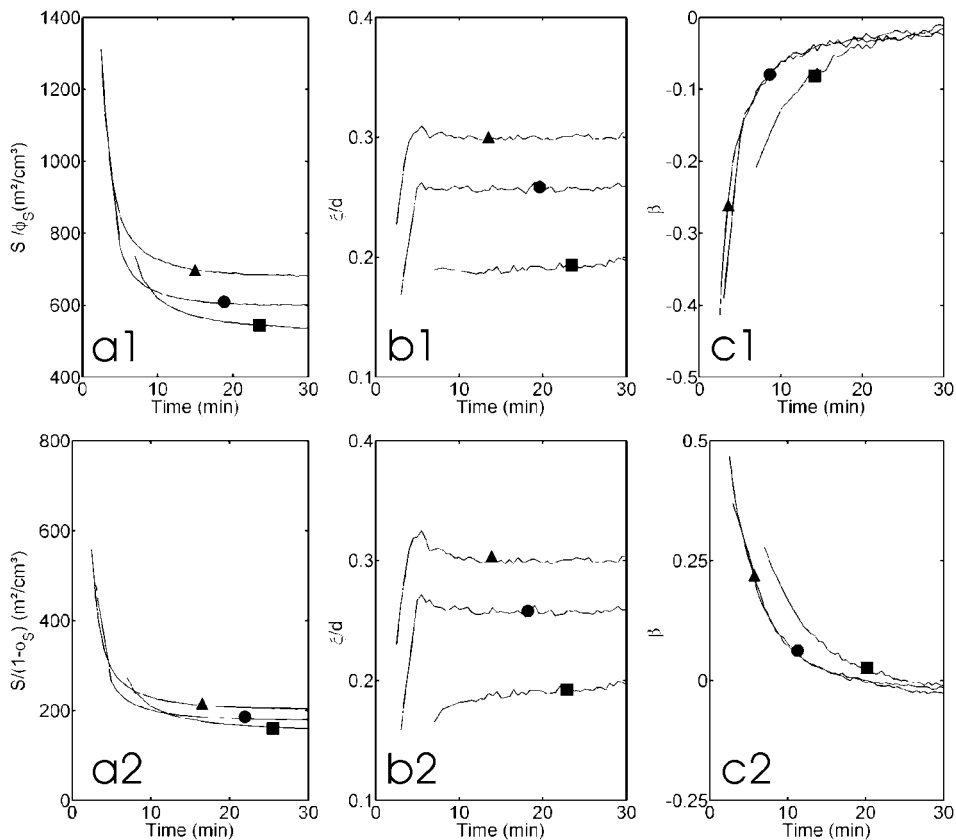 1400
1200
1000
800
600
400
S/ϕS(m²/cm³)
a1
0 10 20 30
Time (min)
0.4
0.3
0.2
0.1
ξ/d
b1
0 10 20 30
Time (min)
0
-0.1
-0.2
-0.3
-0.4
-0.5
β
c1
0 10 20 30
Time (min)
800
600
400
200
0
S/(1-ϕS) (m²/cm³)
a2
0 10 20 30
Time (min)
0.4
0.3
0.2
0.1
ξ/d
b2
0 10 20 30
Time (min)
0.5
0.25
0
-0.25
β
c2
0 10 20 30
Time (min)